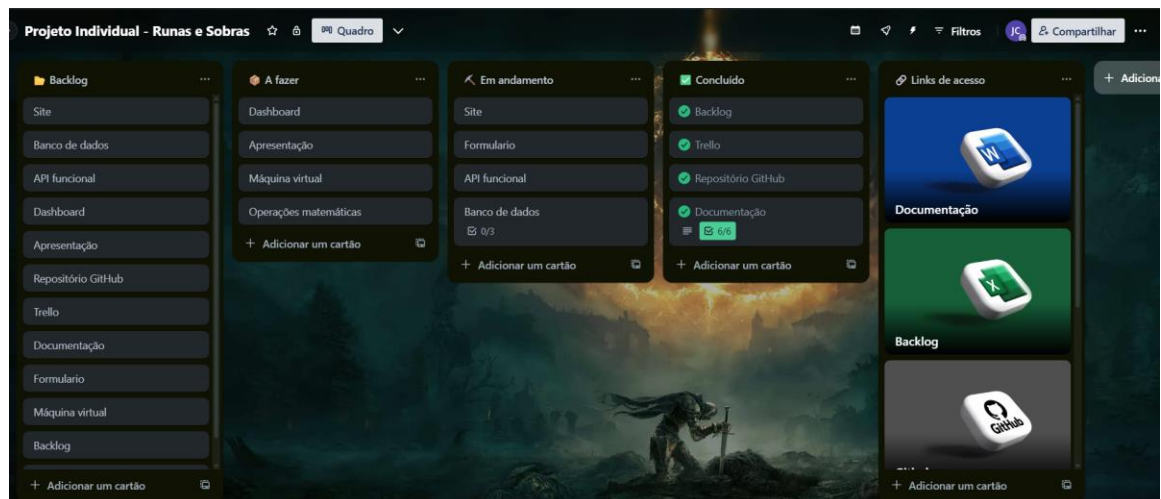 Projeto Individual - Runas e Sobras
Quadro
Filtros
JC
Compartilhar
Backlog
Site
Banco de dados
API funcional
Dashboard
Apresentação
Repositório GitHub
Trello
Documentação
Formulario
Máquina virtual
Backlog
+ Adicionar um cartão
A fazer
Dashboard
Apresentação
Máquina virtual
Operações matemáticas
+ Adicionar um cartão
Em andamento
Site
Formulario
API funcional
Banco de dados
0/3
+ Adicionar um cartão
Concluído
Backlog
Trello
Repositório GitHub
Documentação
6/6
+ Adicionar um cartão
Links de acesso
W
Documentação
X
Backlog
GitHub
+ Adicionar um cartão
+ Adiciona